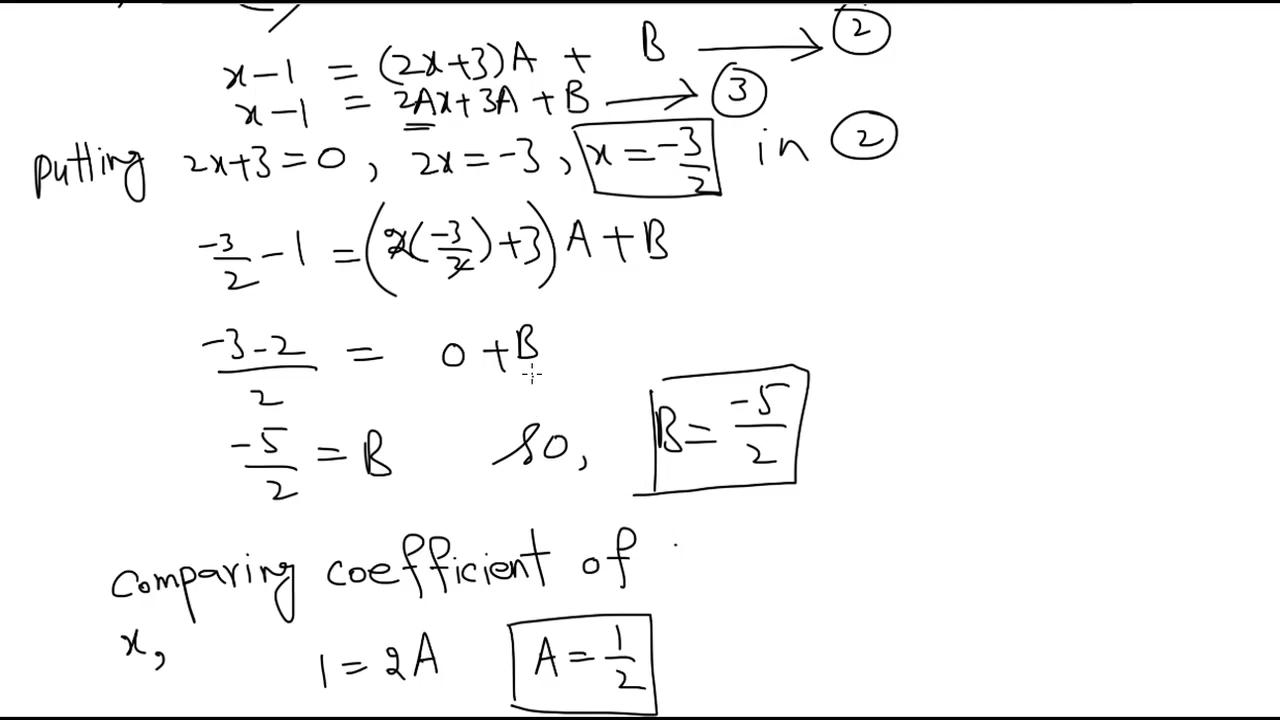 x-1 = (2x+3)A + B ⟶ ②
x-1 = 2Ax+3A+B ⟶ ③
putting 2x+3=0, 2x=-3, x=-3/2 in ②
-3/2 -1 = (2(-3/2)+3)A+B
-3-2/2 = 0+B
-5/2 = B so, B=-5/2
Comparing coefficient of
x,
1=2A A=1/2